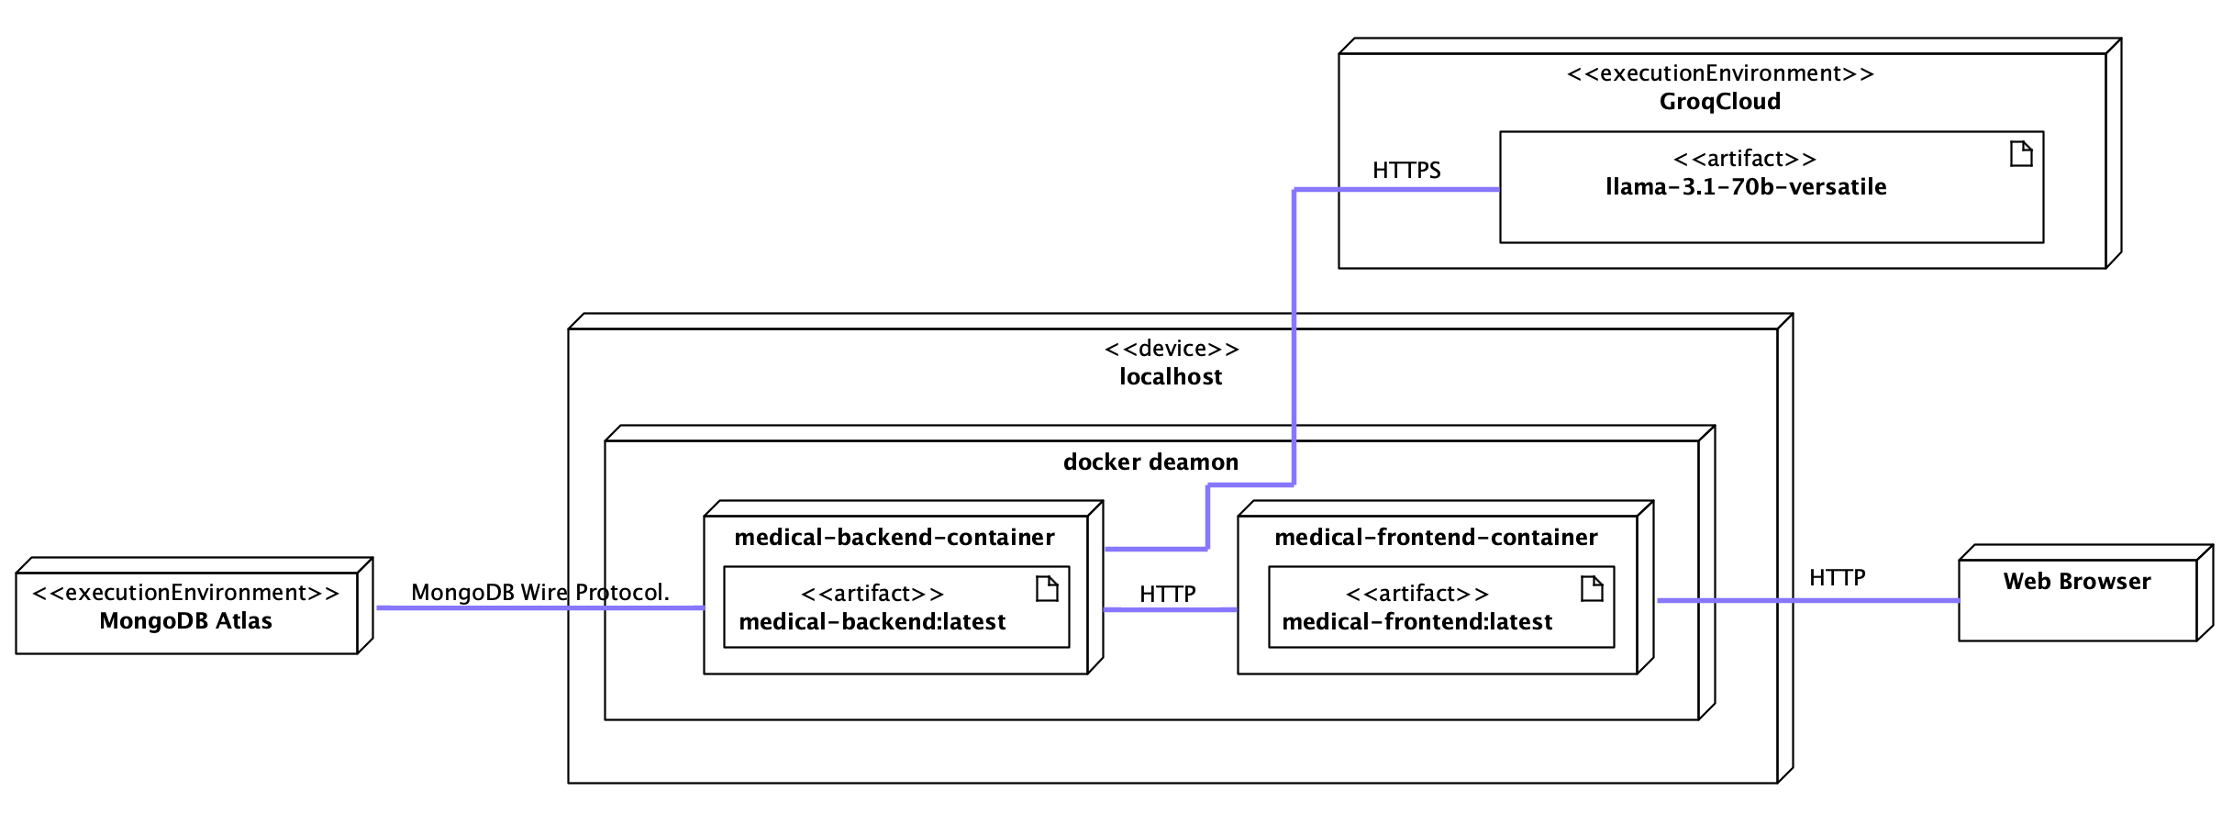 <<executionEnvironment>>
GroqCloud
<<artifact>>
llama-3.1-70b-versatile
HTTPS
<<device>>
localhost
docker deamon
medical-backend-container
<<artifact>>
medical-backend:latest
HTTP
medical-frontend-container
<<artifact>>
medical-frontend:latest
<<executionEnvironment>>
MongoDB Atlas
MongoDB Wire Protocol.
HTTP
Web Browser